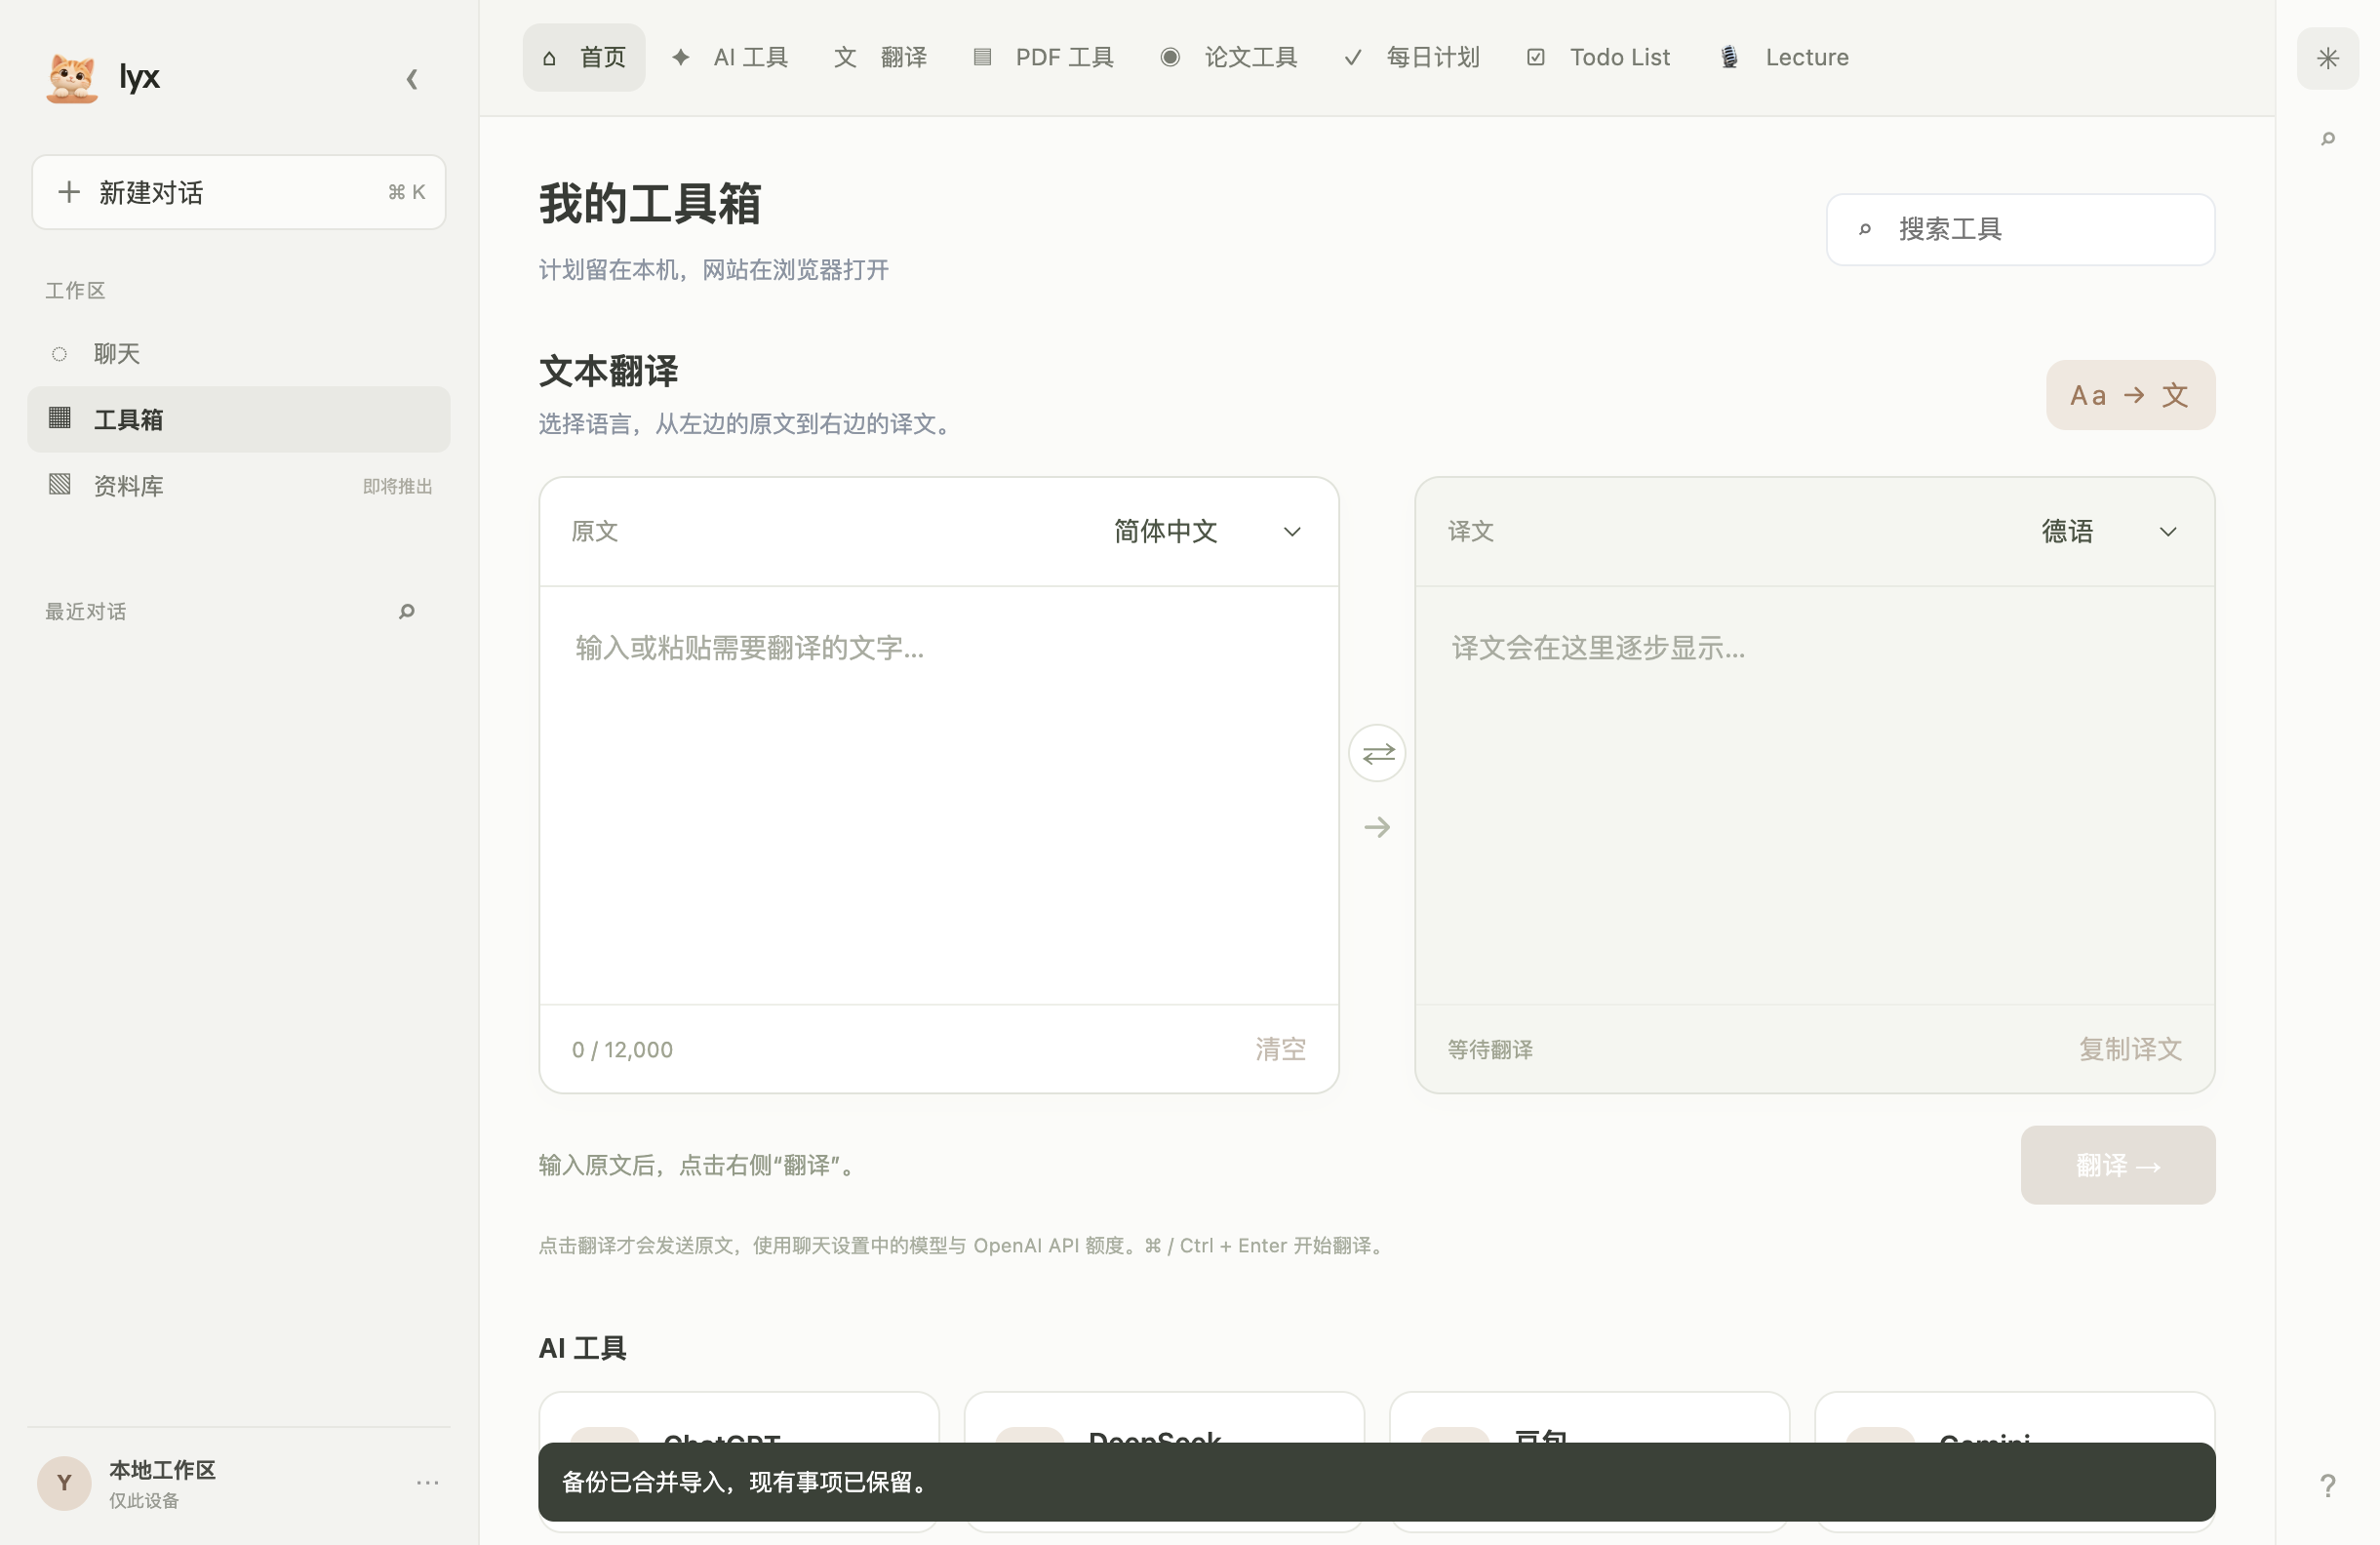 lyx
新建对话
⌘ K
工作区
聊天
工具箱
资料库
即将推出
最近对话
Y
本地工作区
仅此设备
首页
AI 工具
文 翻译
PDF 工具
论文工具
每日计划
Todo List
Lecture
我的工具箱
计划留在本机，网站在浏览器打开
搜索工具
文本翻译
选择语言，从左边的原文到右边的译文。
Aa → 文
原文
简体中文
输入或粘贴需要翻译的文字...
0 / 12,000
清空
译文
德语
译文会在这里逐步显示...
等待翻译
复制译文
输入原文后，点击右侧“翻译”。
翻译 →
点击翻译才会发送原文，使用聊天设置中的模型与 OpenAI API 额度。⌘ / Ctrl + Enter 开始翻译。
AI 工具
ChatGPT
DeepSeek
豆包
Gemini
备份已合并导入，现有事项已保留。
?